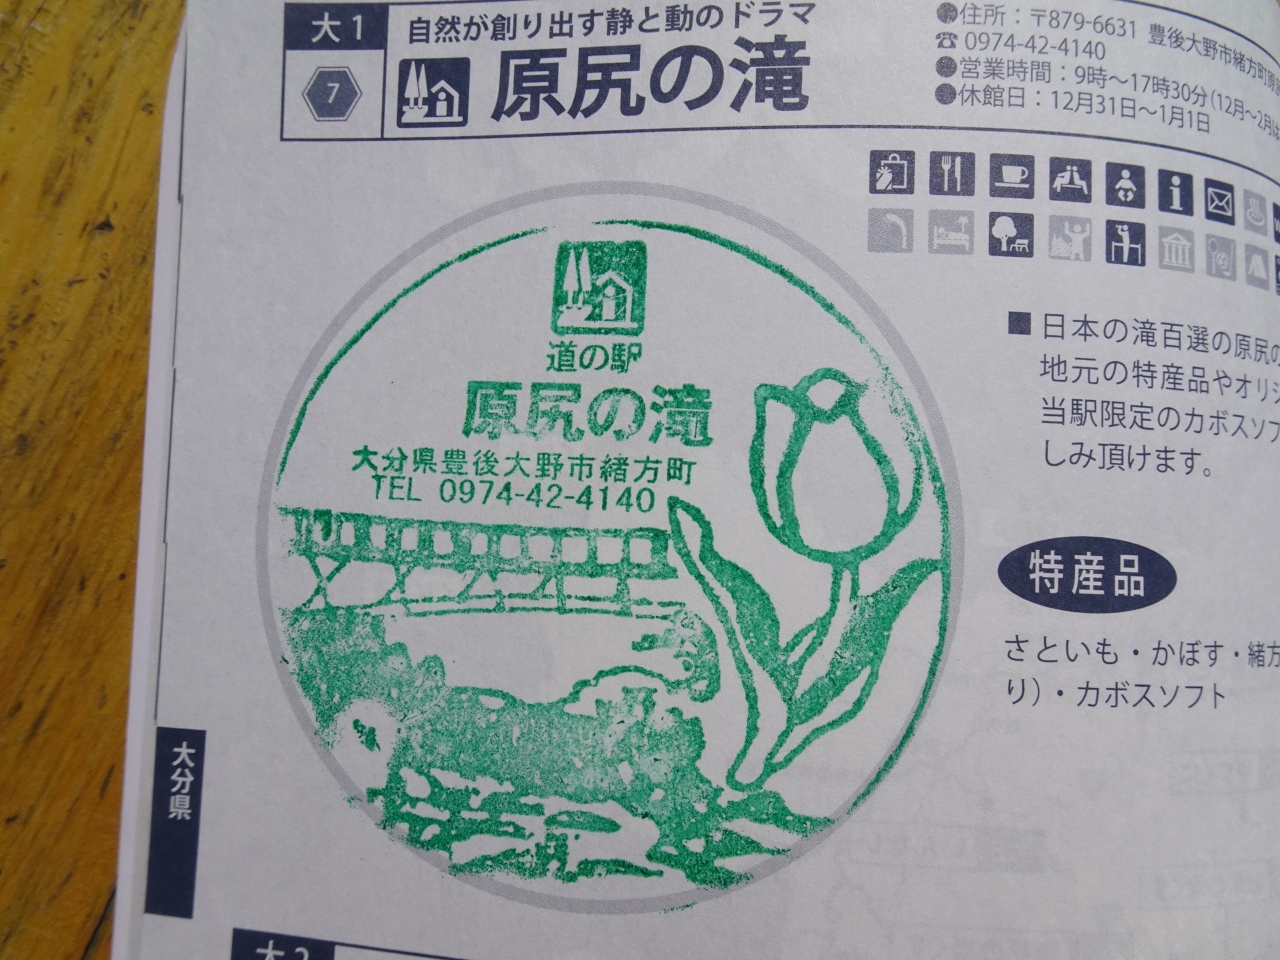 大1
7
自然が創り出す静と動のドラマ
原尻の滝
●住所：〒879-6631 豊後大野市緒方町原
☎0974-42-4140
●営業時間：9時～17時30分(12月～2月は
●休館日：12月31日～1月1日
道の駅
原尻の滝
大分県豊後大野市緒方町
TEL 0974-42-4140
■日本の滝百選の原尻の
地元の特産品やオリジ
当駅限定のカボスソフ
しみ頂けます。
特産品
さといも・かぼす・緒方
り)・カボスソフト
大分県
大2